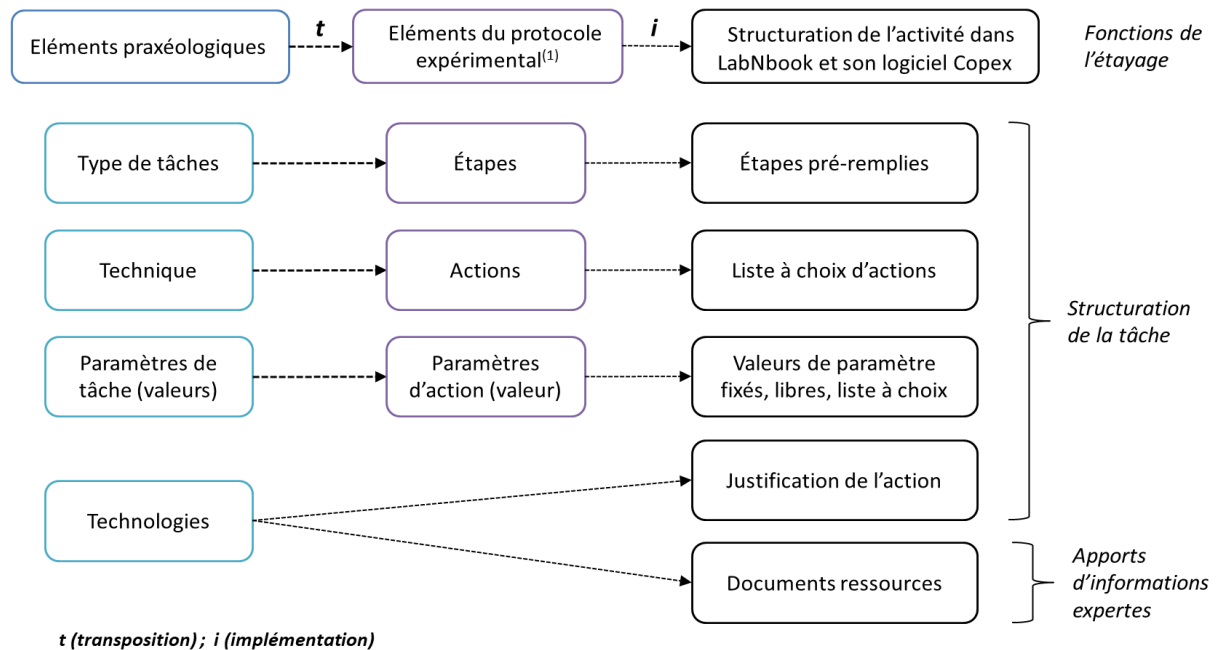 t
i
Eléments praxéologiques
Eléments du protocole
expérimental(1)
Structuration de l'activité dans
LabNbook et son logiciel Copex
Fonctions de
l'étayage
Type de tâches
Étapes
Étapes pré-remplies
Technique
Actions
Liste à choix d'actions
Structuration
de la tâche
Paramètres de
tâche (valeurs)
Paramètres
d'action (valeur)
Valeurs de paramètre
fixés, libres, liste à choix
Justification de l'action
Technologies
Documents ressources
Apports
d'informations
expertes
t (transposition) ; i (implémentation)